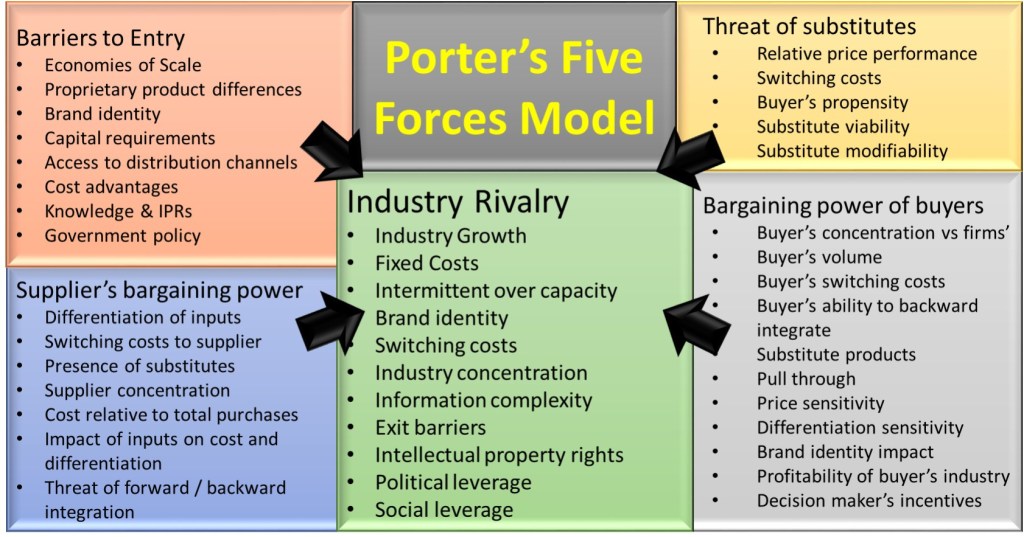 Porter's Five
Forces Model
Barriers to Entry
• Economies of Scale
• Proprietary product differences
• Brand identity
• Capital requirements
• Access to distribution channels
• Cost advantages
• Knowledge & IPRs
• Government policy
Threat of substitutes
• Relative price performance
• Switching costs
• Buyer's propensity
• Substitute viability
Substitute modifiability
Supplier's bargaining power
• Differentiation of inputs
• Switching costs to supplier
• Presence of substitutes
• Supplier concentration
• Cost relative to total purchases
• Impact of inputs on cost and
differentiation
• Threat of forward / backward
integration
Industry Rivalry
• Industry Growth
• Fixed Costs
• Intermittent over capacity
• Brand identity
• Switching costs
• Industry concentration
• Information complexity
• Exit barriers
• Intellectual property rights
• Political leverage
• Social leverage
Bargaining power of buyers
• Buyer's concentration vs firms'
• Buyer's volume
• Buyer's switching costs
• Buyer's ability to backward
integrate
Substitute products
• Pull through
• Price sensitivity
• Differentiation sensitivity
• Brand identity impact
• Profitability of buyer's industry
• Decision maker's incentives